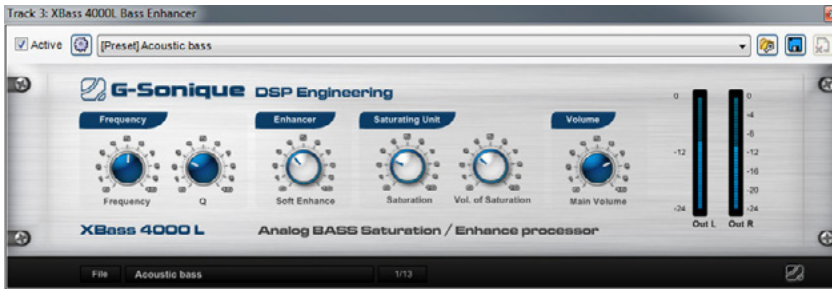 Track 3: XBass 4000L Bass Enhancer
Active
[Preset] Acoustic bass
G-Sonique DSP Engineering
Frequency
Enhancer
Saturating Unit
Volume
Frequency
Q
Soft Enhance
Saturation
Vol. of Saturation
Main Volume
0
-12
-24
0
-4
-8
-12
-16
-20
-24
Out L
Out R
XBass 4000 L
Analog BASS Saturation / Enhance processor
File
Acoustic bass
1/13